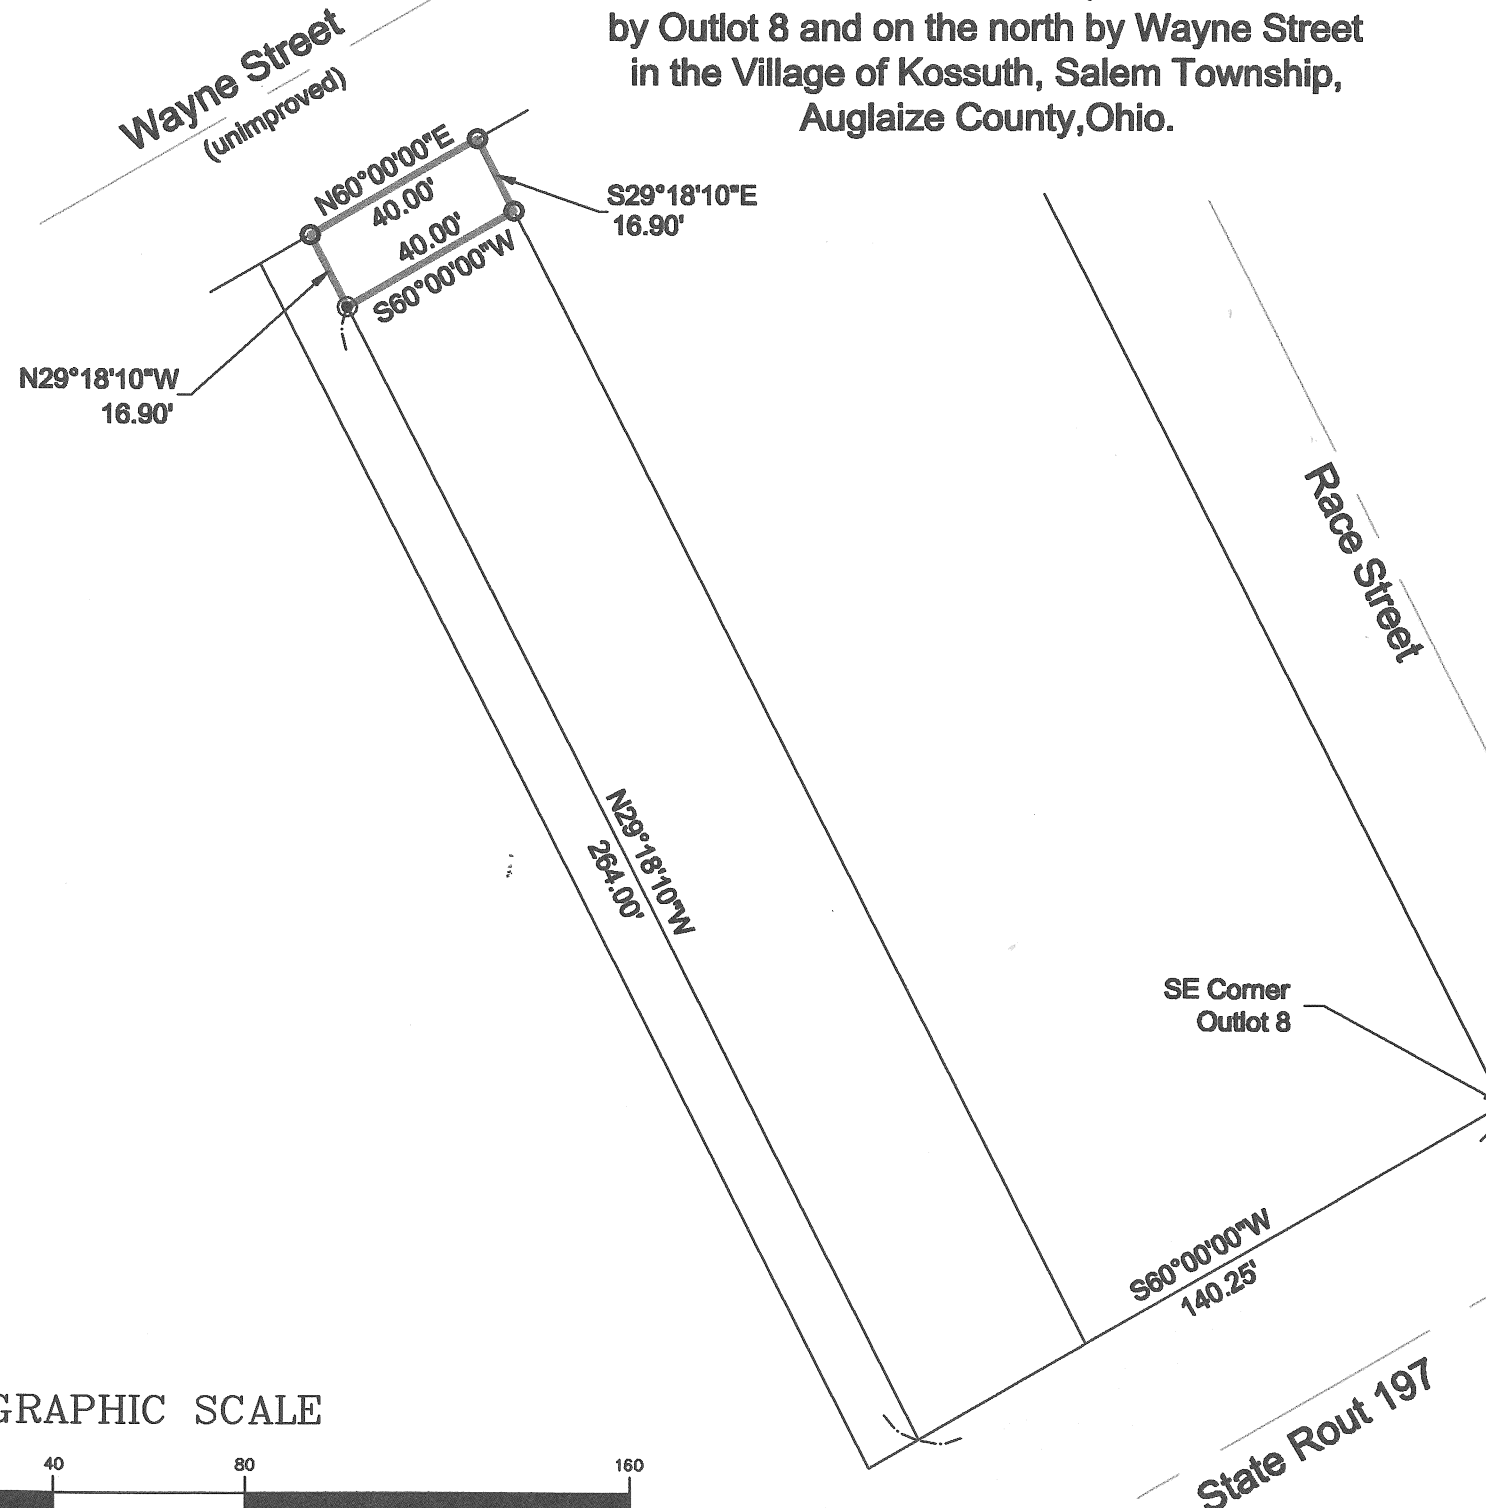 by Outlot 8 and on the north by Wayne Street
in the Village of Kossuth, Salem Township,
Auglaize County,Ohio.
Wayne Street
(unimproved)
N60°00'00"E
40.00'
40.00'
S60°00'00"W
S29°18'10"E
16.90'
N29°18'10"W
16.90'
Race Street
N29°18'10"W
264.00'
SE Corner
Outlot 8
S60°00'00"W
140.25'
State Rout 197
GRAPHIC SCALE
40 80 160